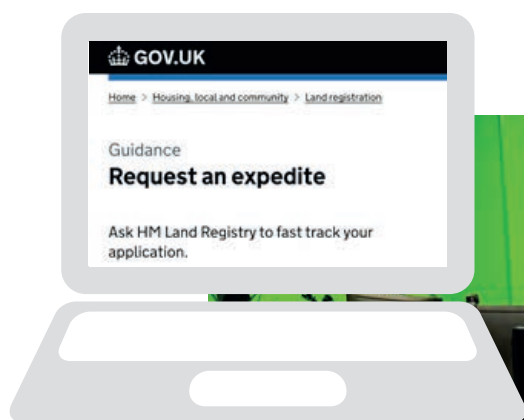 GOV.UK
Home > Housing, local and community > Land registration
Guidance
Request an expedite
Ask HM Land Registry to fast track your
application.